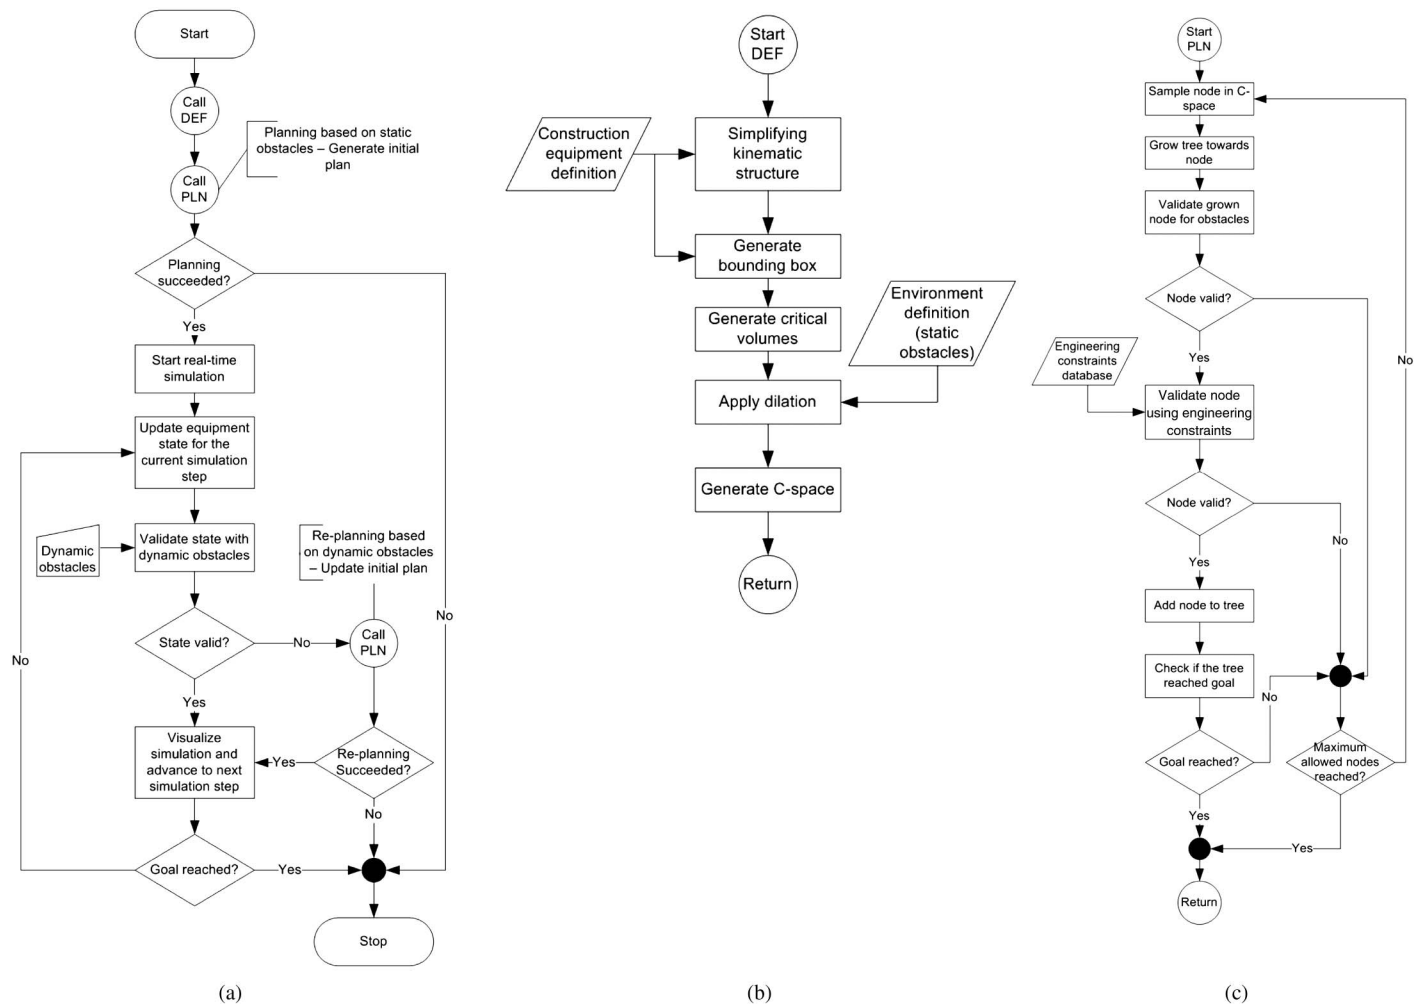 Start
Call
DEF
Planning based on static
obstacles – Generate initial
plan
Call
PLN
Planning
succeeded?
Yes
Start real-time
simulation
Update equipment
state for the
current simulation
step
Validate state with
dynamic obstacles
Dynamic
obstacles
Re-planning based
on dynamic obstacles
– Update initial plan
State valid?
No
Call
PLN
No
No
Yes
Visualize
simulation and
advance to next
simulation step
Yes
Re-planning
Succeeded?
No
Goal reached?
Yes
Stop
(a)
Start
DEF
Construction
equipment
definition
Simplifying
kinematic
structure
Generate
bounding box
Environment
definition
(static
obstacles)
Generate critical
volumes
Apply dilation
Generate C-space
Return
(b)
Start
PLN
Sample node in C-
space
Grow tree towards
node
Validate grown
node for obstacles
Node valid?
Yes
No
Engineering
constraints
database
Validate node
using engineering
constraints
Node valid?
No
Yes
Add node to tree
Check if the tree
reached goal
No
Goal reached?
Maximum
allowed nodes
reached?
Yes
Yes
Return
(c)